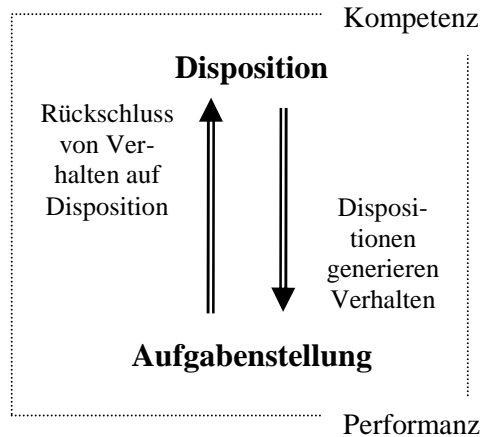 Kompetenz
Disposition
Rückschluss
von Ver-
halten auf
Disposition
Disposi-
tionen
generieren
Verhalten
Aufgabenstellung
Performanz